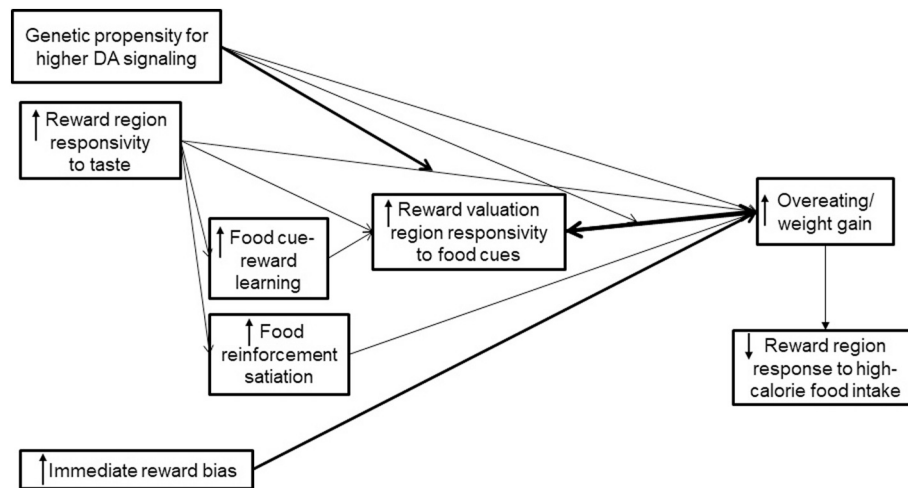 Genetic propensity for
higher DA signaling
Reward region
responsivity
to taste
Food cue-
reward
learning
Food
reinforcement
satiation
Reward valuation
region responsivity
to food cues
Overeating/
weight gain
Reward region
response to high-
calorie food intake
Immediate reward bias